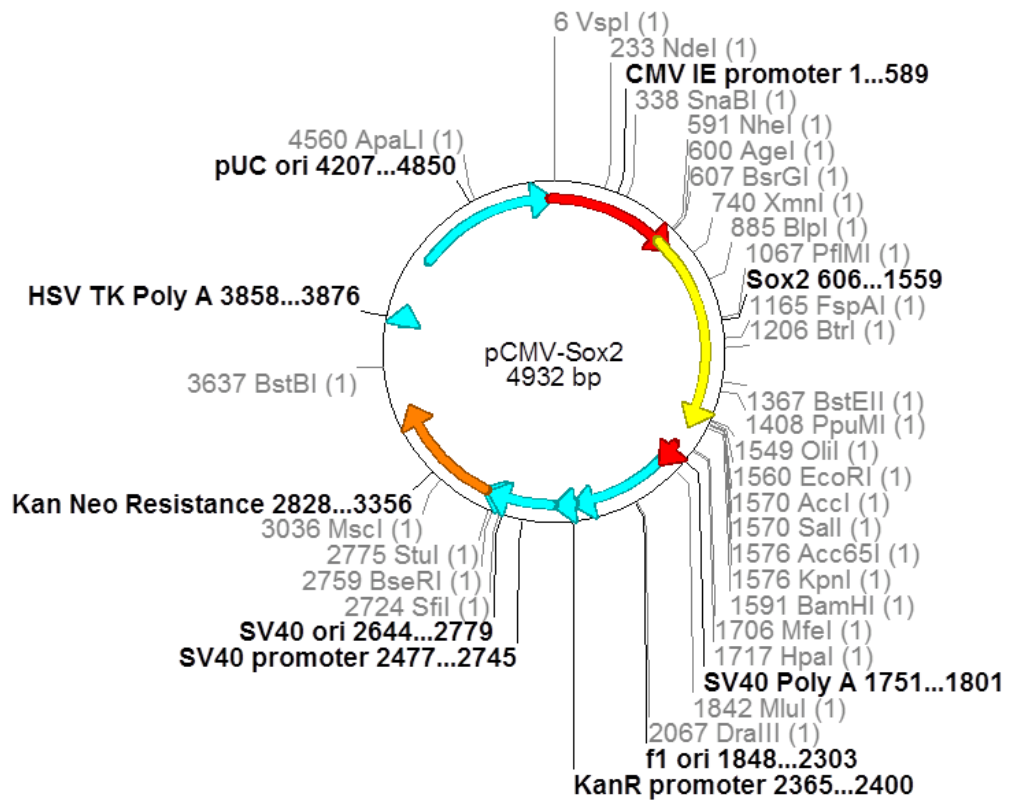 6 VspI (1)
233 NdeI (1)
CMV IE promoter 1...589
338 SnaBI (1)
591 NheI (1)
600 AgeI (1)
607 BsrGI (1)
740 XmnI (1)
885 BlpI (1)
1067 PflMI (1)
Sox2 606...1559
1165 FspAI (1)
1206 BtrI (1)
1367 BstEII (1)
1408 PpuMI (1)
1549 OliI (1)
1560 EcoRI (1)
1570 AccI (1)
1570 SalI (1)
1576 Acc65I (1)
1576 KpnI (1)
1591 BamHI (1)
1706 MfeI (1)
1717 HpaI (1)
SV40 Poly A 1751...1801
1842 MluI (1)
2067 DraIII (1)
f1 ori 1848...2303
KanR promoter 2365...2400
SV40 promoter 2477...2745
SV40 ori 2644...2779
2724 SfiI (1)
2759 BseRI (1)
2775 StuI (1)
3036 MscI (1)
Kan Neo Resistance 2828...3356
3637 BstBI (1)
HSV TK Poly A 3858...3876
pUC ori 4207...4850
4560 ApaLI (1)
pCMV-Sox2
4932 bp